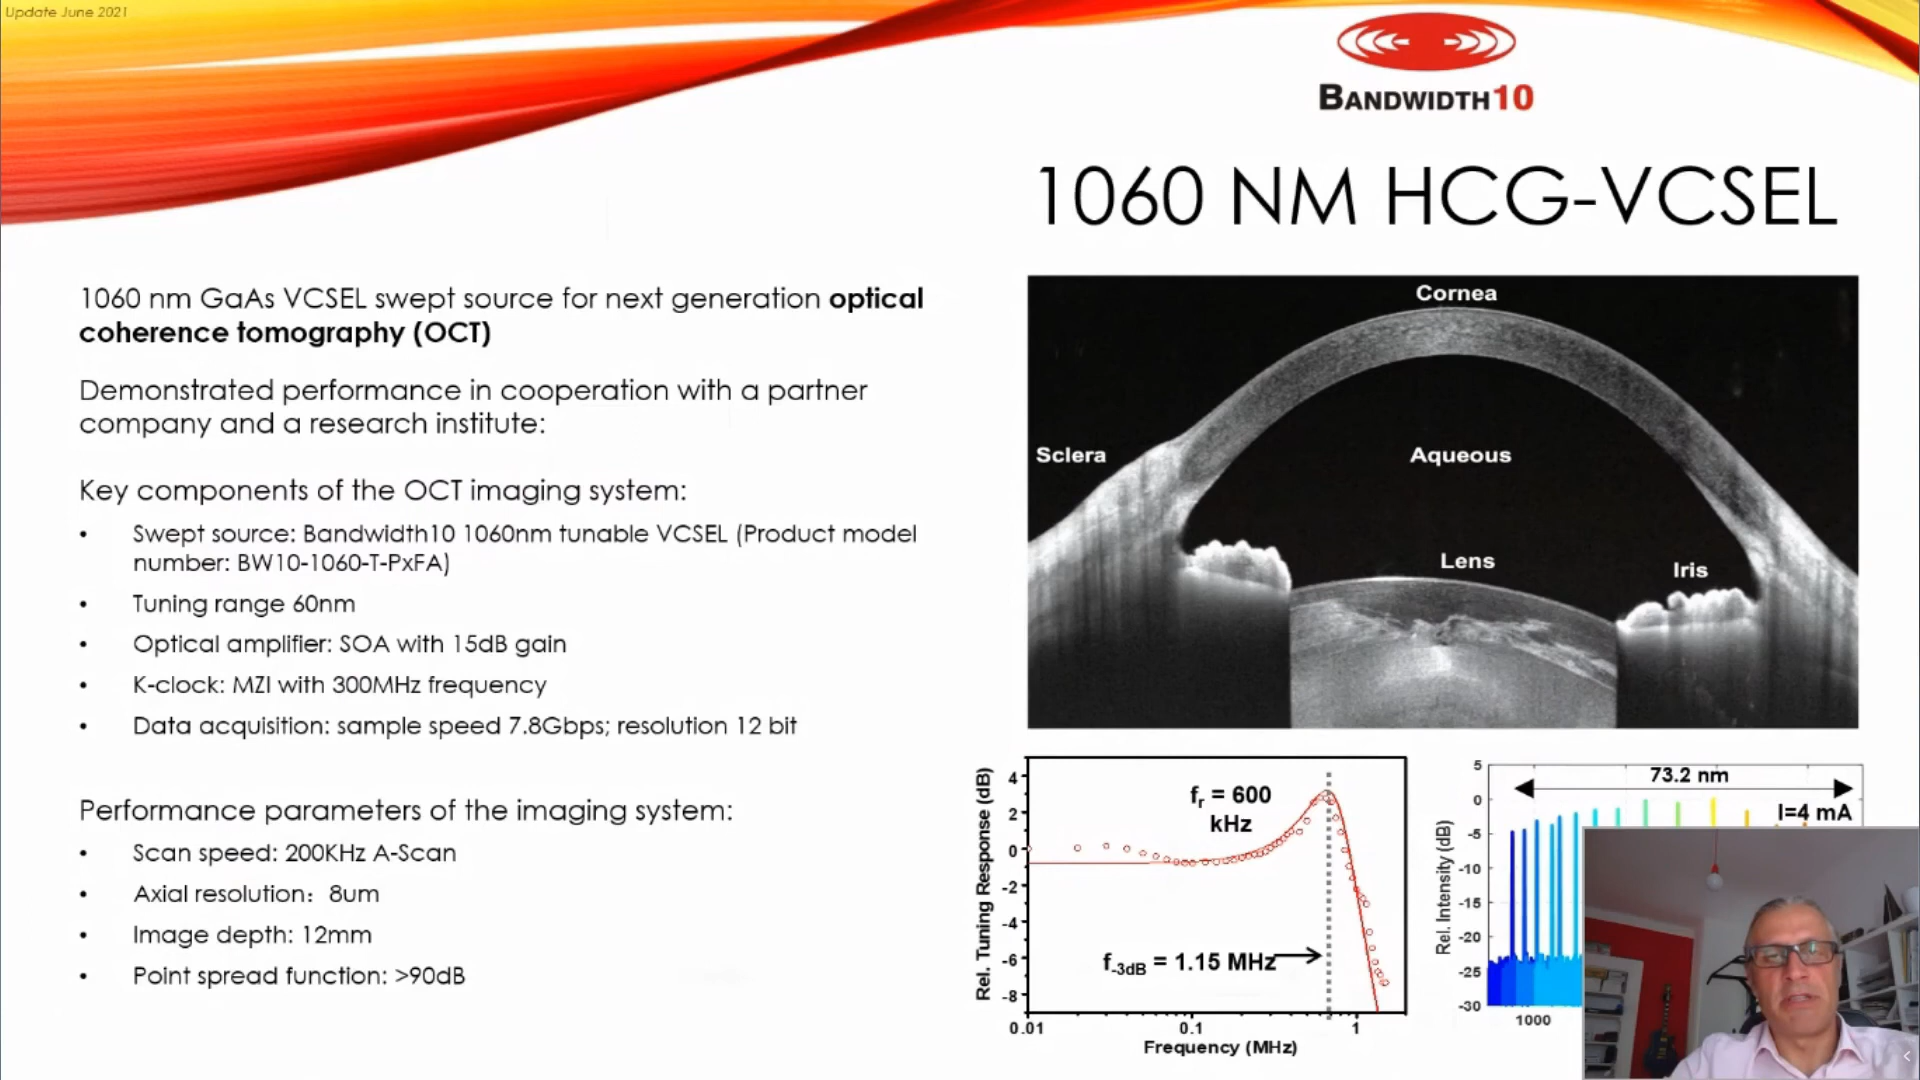 Update June 2021
BANDWIDTH10
1060 NM HCG-VCSEL
1060 nm GaAs VCSEL swept source for next generation optical
coherence tomography (OCT)
Demonstrated performance in cooperation with a partner
company and a research institute:
Key components of the OCT imaging system:
• Swept source: Bandwidth10 1060nm tunable VCSEL (Product model
number: BW10-1060-T-PxFA)
• Tuning range 60nm
• Optical amplifier: SOA with 15dB gain
• K-clock: MZI with 300MHz frequency
• Data acquisition: sample speed 7.8Gbps; resolution 12 bit
Performance parameters of the imaging system:
• Scan speed: 200KHz A-Scan
• Axial resolution：8um
• Image depth: 12mm
• Point spread function: >90dB
Cornea
Sclera
Aqueous
Lens
Iris
Rel. Tuning Response (dB)
4
2
0
-2
-4
-6
-8
fr = 600
kHz
f-3dB = 1.15 MHz
0.01 0.1 1
Frequency (MHz)
Rel. Intensity (dB)
5
0
-5
-10
-15
-20
-25
-30
73.2 nm
I=4 mA
1000